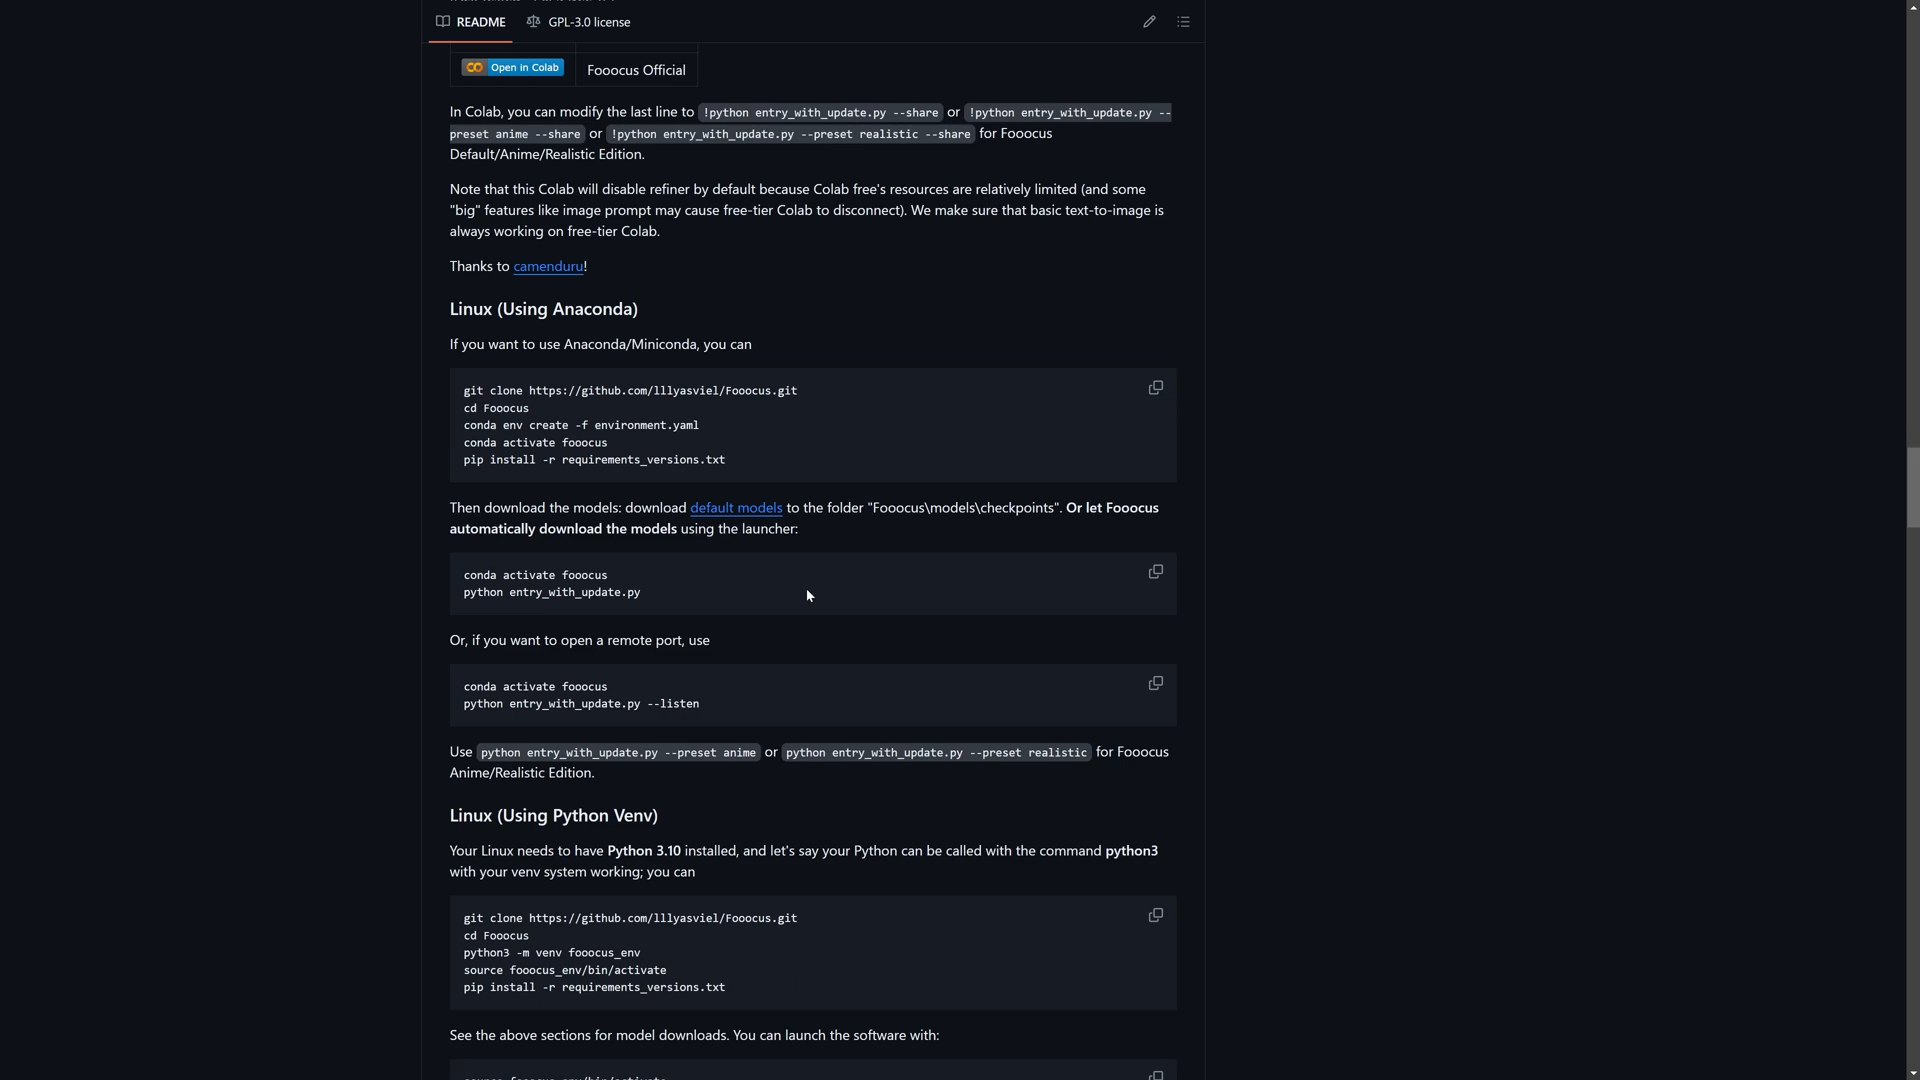 README
GPL-3.0 license
Open in Colab
Fooocus Official
In Colab, you can modify the last line to !python entry_with_update.py --share or !python entry_with_update.py --
preset anime --share or !python entry_with_update.py --preset realistic --share for Fooocus
Default/Anime/Realistic Edition.
Note that this Colab will disable refiner by default because Colab free's resources are relatively limited (and some
"big" features like image prompt may cause free-tier Colab to disconnect). We make sure that basic text-to-image is
always working on free-tier Colab.
Thanks to camenduru!
Linux (Using Anaconda)
If you want to use Anaconda/Miniconda, you can
git clone https://github.com/lllyasviel/Fooocus.git
cd Fooocus
conda env create -f environment.yaml
conda activate fooocus
pip install -r requirements_versions.txt
Then download the models: download default models to the folder "Fooocus\models\checkpoints". Or let Fooocus
automatically download the models using the launcher:
conda activate fooocus
python entry_with_update.py
Or, if you want to open a remote port, use
conda activate fooocus
python entry_with_update.py --listen
Use python entry_with_update.py --preset anime or python entry_with_update.py --preset realistic for Fooocus
Anime/Realistic Edition.
Linux (Using Python Venv)
Your Linux needs to have Python 3.10 installed, and let's say your Python can be called with the command python3
with your venv system working; you can
git clone https://github.com/lllyasviel/Fooocus.git
cd Fooocus
python3 -m venv fooocus_env
source fooocus_env/bin/activate
pip install -r requirements_versions.txt
See the above sections for model downloads. You can launch the software with: